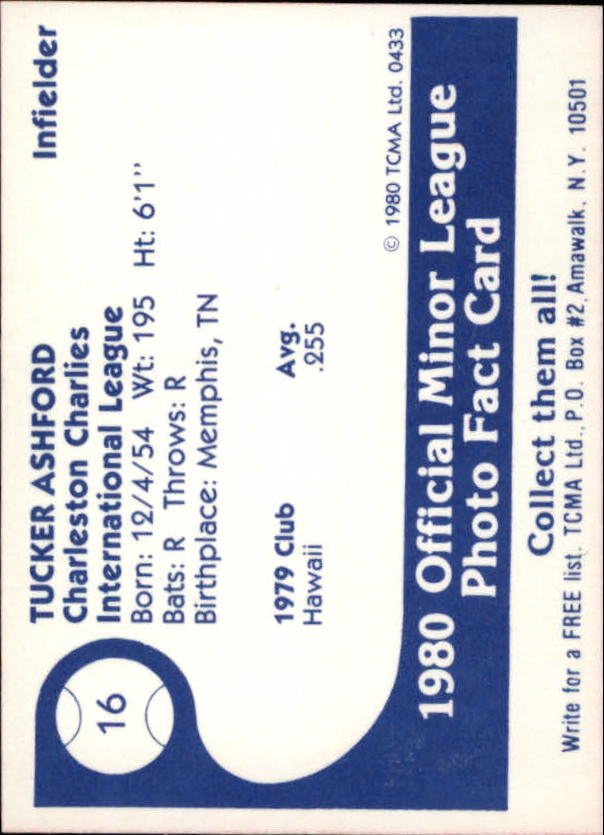 16
TUCKER ASHFORD Infielder
Charleston Charlies
International League
Born: 12/4/54 Wt: 195 Ht: 6'1"
Bats: R Throws: R
Birthplace: Memphis, TN
1979 Club Avg.
Hawaii .255
© 1980 TCMA Ltd. 0433
1980 Official Minor League
Photo Fact Card
Collect them all!
Write for a FREE list. TCMA Ltd., P.O. Box #2, Amawalk, N.Y. 10501